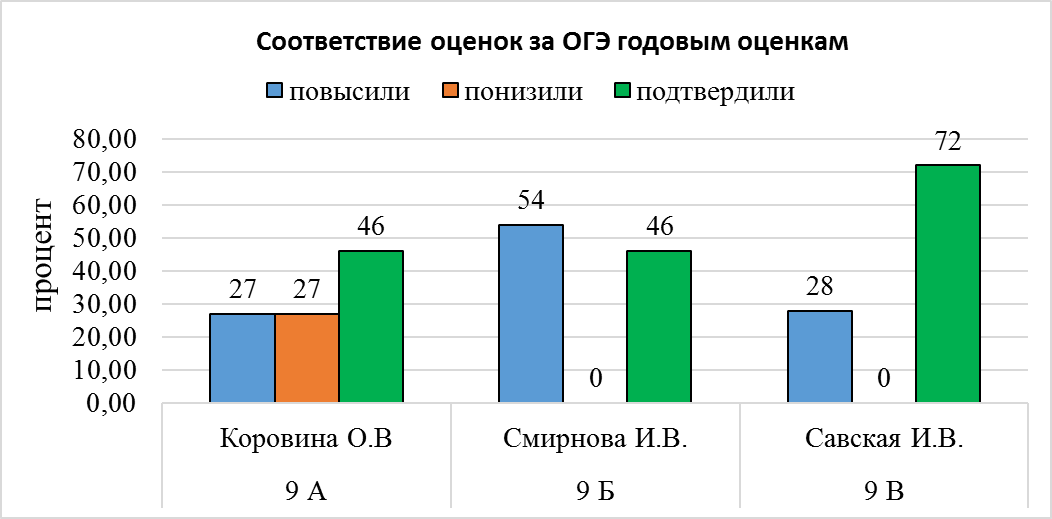 Соответствие оценок за ОГЭ годовым оценкам
повысили понизили подтвердили
процент
80,00
70,00
60,00
50,00
40,00
30,00
20,00
10,00
0,00
27 27 46
54 0 46
28 0 72
Коровина О.В Смирнова И.В. Савская И.В.
9 А 9 Б 9 В